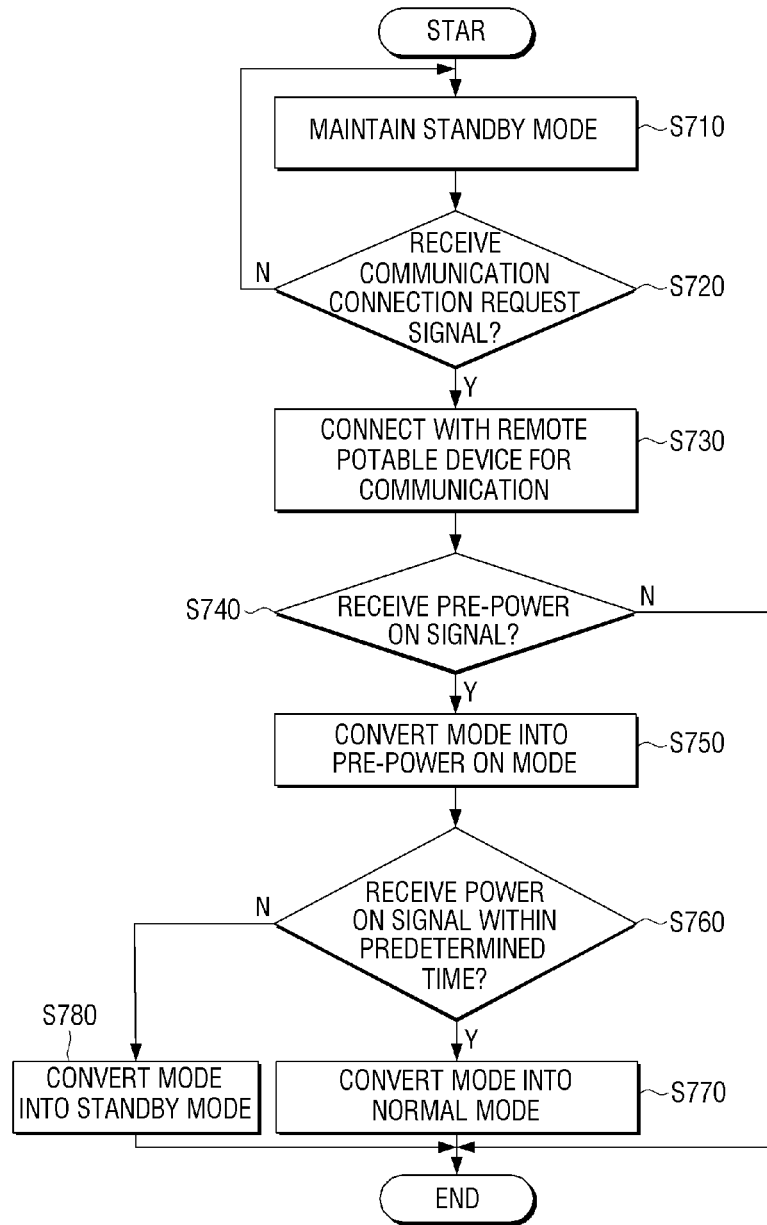 STAR
MAINTAIN STANDBY MODE
S710
RECEIVE
COMMUNICATION
CONNECTION REQUEST
SIGNAL?
N
S720
Y
CONNECT WITH REMOTE
POTABLE DEVICE FOR
COMMUNICATION
S730
S740
RECEIVE PRE-POWER
ON SIGNAL?
N
Y
CONVERT MODE INTO
PRE-POWER ON MODE
S750
RECEIVE POWER
ON SIGNAL WITHIN
PREDETERMINED
TIME?
N
S760
Y
S780
CONVERT MODE
INTO STANDBY MODE
CONVERT MODE INTO
NORMAL MODE
S770
END